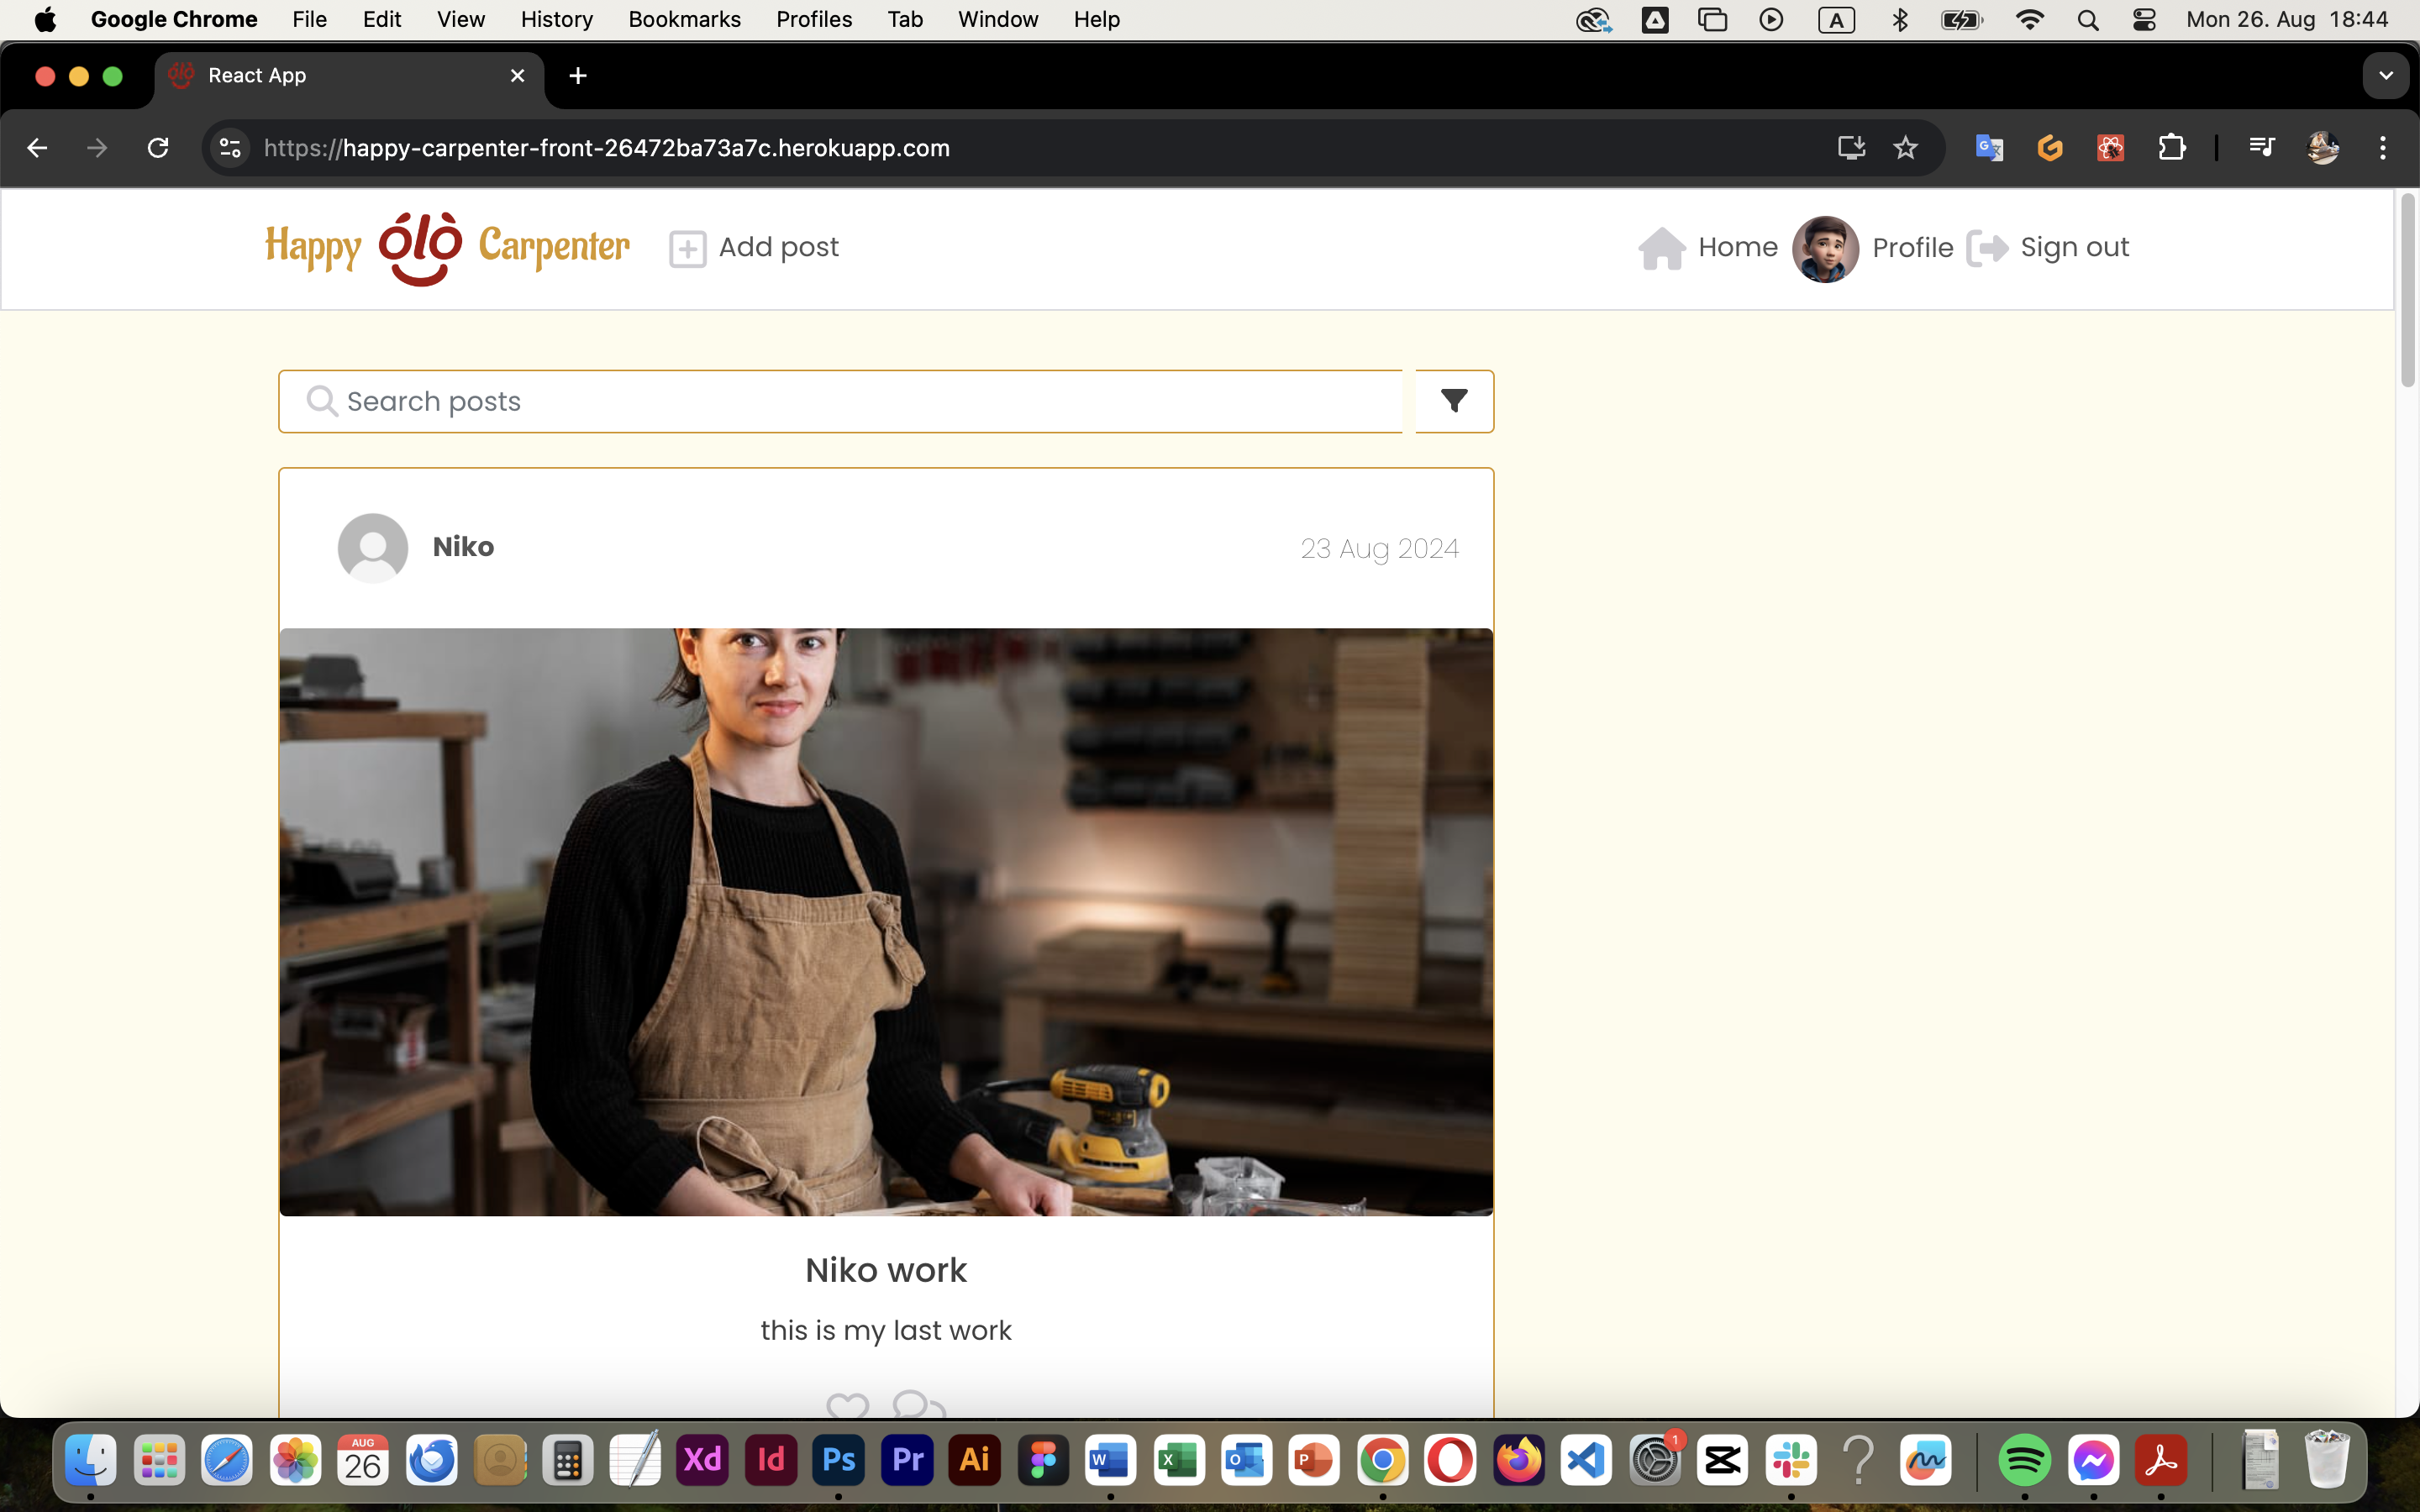 Google Chrome File Edit View History Bookmarks Profiles Tab Window Help A Mon 26. Aug 18:44
React App
https://happy-carpenter-front-26472ba73a7c.herokuapp.com
Happy ólò Carpenter Add post Home Profile Sign out
Search posts
Niko 23 Aug 2024
Niko work
this is my last work
AUG
26 Xd Id Ps Pr Ai W X O P 1